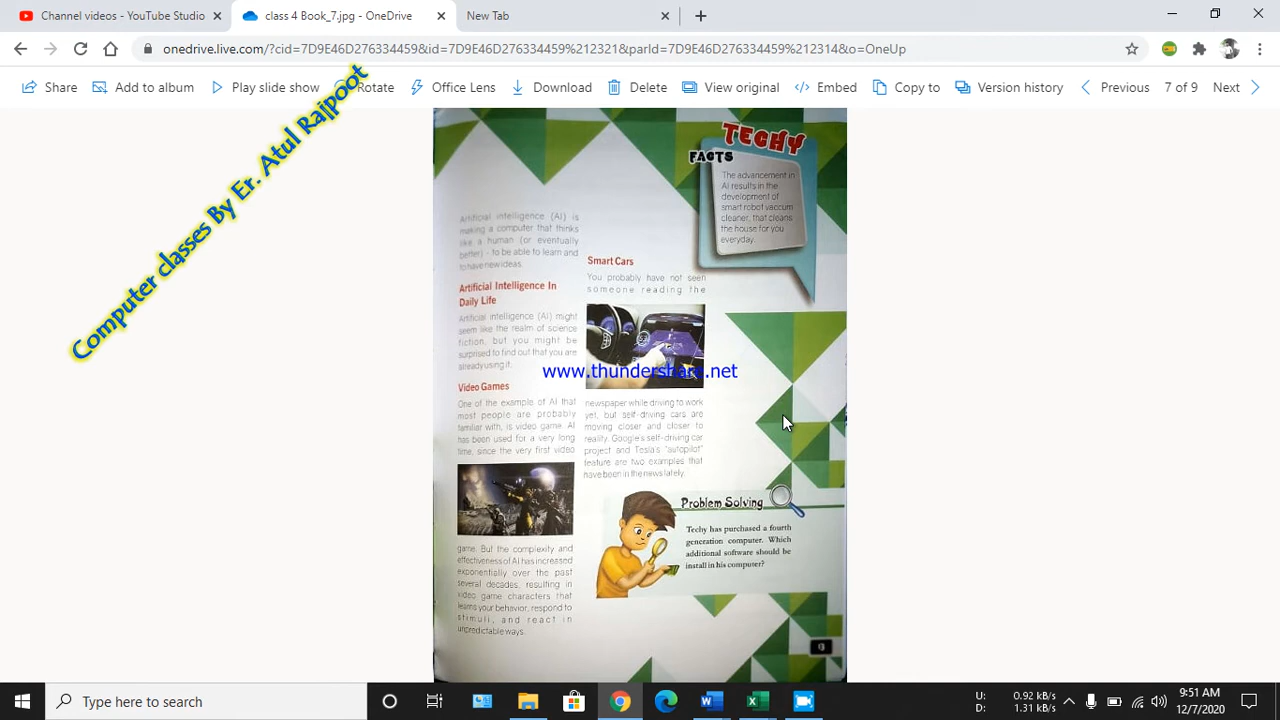 Channel videos - YouTube Studio
class 4 Book_7.jpg - OneDrive
New Tab
onedrive.live.com/?cid=7D9E46D276334459&id=7D9E46D276334459%212321&parId=7D9E46D276334459%212314&o=OneUp
Share
Add to album
Play slide show
Rotate
Office Lens
Download
Delete
View original
Embed
Copy to
Version history
Previous
7 of 9
Next
Computer classes By Er. Atul Rajpoot
TECHY
FACTS
The advancement in
AI results in the
development of
smart robot vaccum
cleaner, that cleans
the house for you
everyday.
Artificial intelligence (AI) is
making a computer that thinks
like a human (or eventually
better) - to be able to learn and
to have new ideas.
Artificial Intelligence In
Daily Life
Artificial intelligence (AI) might
seem like the realm of science
fiction, but you might be
surprised to find out that you are
already using it.
Video Games
One of the example of AI that
most people are probably
familiar with, is video game. AI
has been used for a very long
time, since the very first video
game. But the complexity and
effectiveness of AI has increased
exponentially over the past
several decades, resulting in
video game characters that
learns your behavior, respond to
stimuli, and react in
unpredictable ways.
Smart Cars
You probably have not seen
someone reading the
www.thundershare.net
newspaper while driving to work
yet, but self-driving cars are
moving closer and closer to
reality. Google's self-driving car
project and Tesla's "autopilot"
feature are two examples that
have been in the news lately.
Problem Solving
Techy has purchased a fourth
generation computer. Which
additional software should be
install in his computer?
Type here to search
U:
0.92 kB/s
D:
1.31 kB/s
9:51 AM
12/7/2020